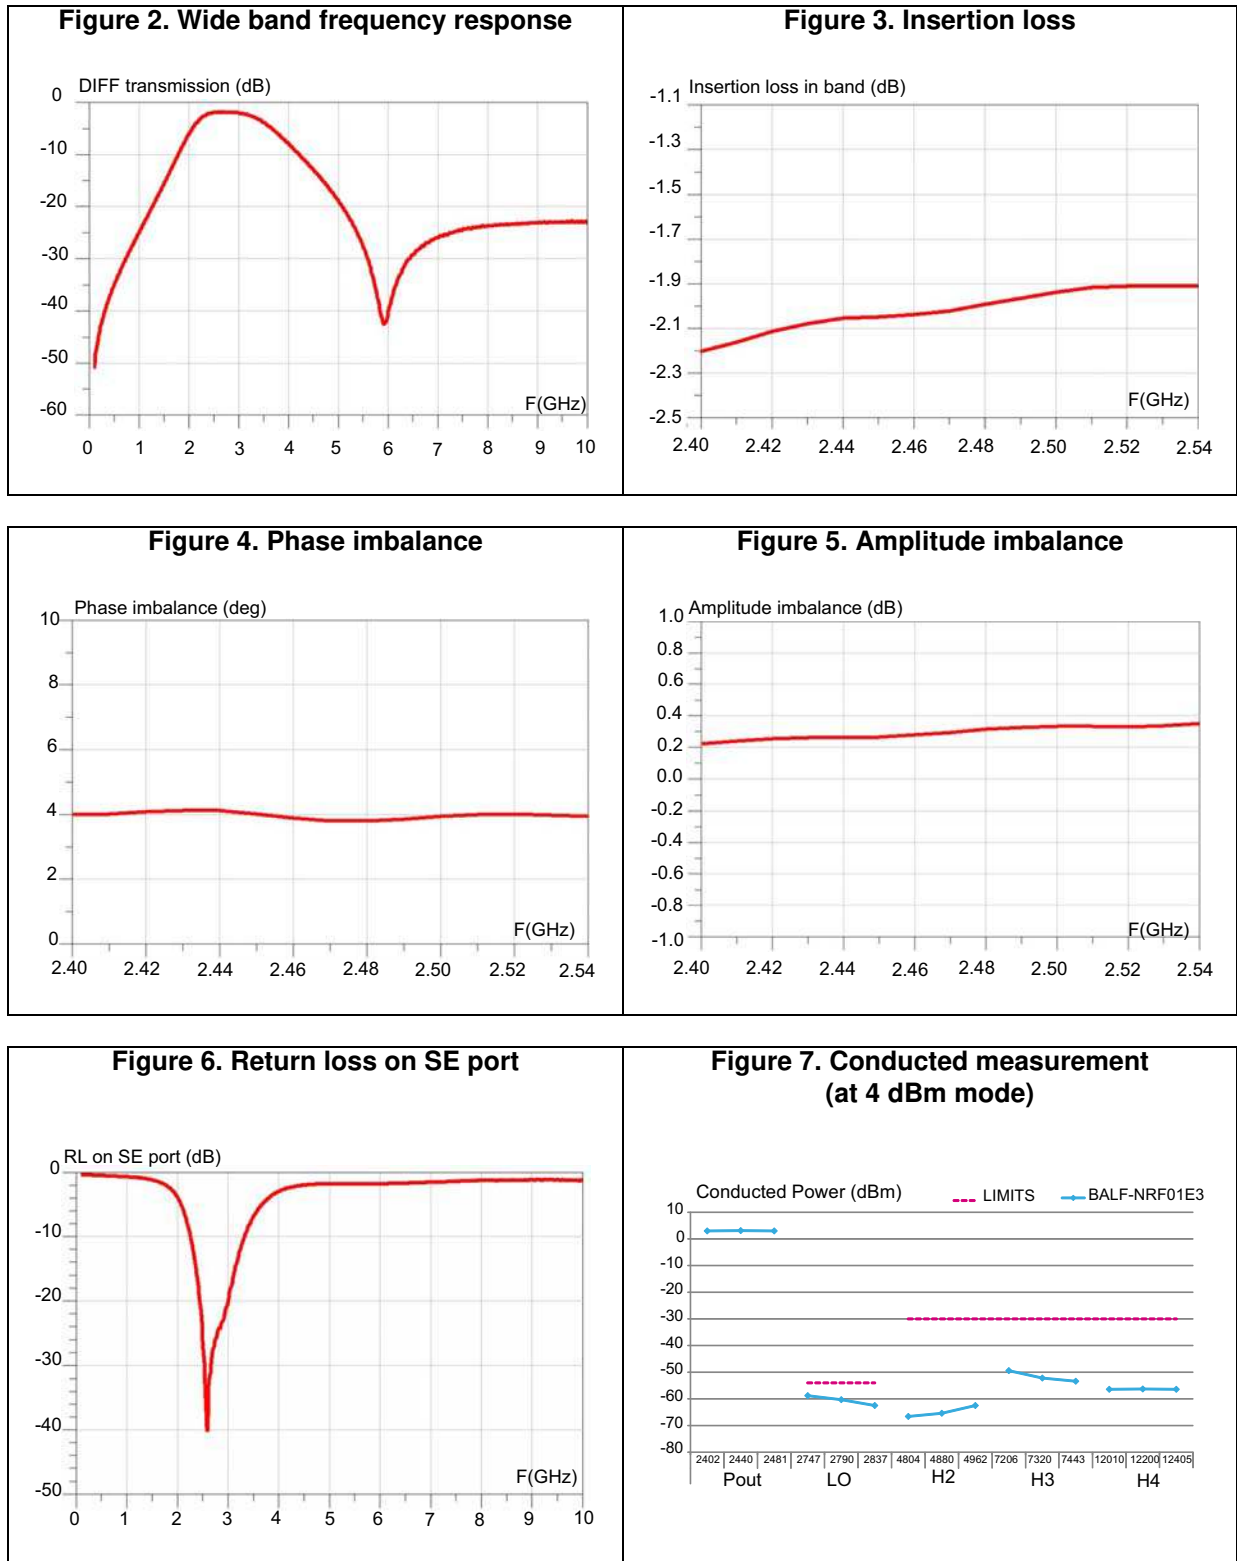 Figure 2. Wide band frequency response
DIFF transmission (dB)
0
-10
-20
-30
-40
-50
-60
F(GHz)
0 1 2 3 4 5 6 7 8 9 10
Figure 3. Insertion loss
Insertion loss in band (dB)
-1.1
-1.3
-1.5
-1.7
-1.9
-2.1
-2.3
-2.5
F(GHz)
2.40 2.42 2.44 2.46 2.48 2.50 2.52 2.54
Figure 4. Phase imbalance
Phase imbalance (deg)
10
8
6
4
2
0
F(GHz)
2.40 2.42 2.44 2.46 2.48 2.50 2.52 2.54
Figure 5. Amplitude imbalance
Amplitude imbalance (dB)
1.0
0.8
0.6
0.4
0.2
0.0
-0.2
-0.4
-0.6
-0.8
-1.0
F(GHz)
2.40 2.42 2.44 2.46 2.48 2.50 2.52 2.54
Figure 6. Return loss on SE port
RL on SE port (dB)
0
-10
-20
-30
-40
-50
F(GHz)
0 1 2 3 4 5 6 7 8 9 10
Figure 7. Conducted measurement
(at 4 dBm mode)
Conducted Power (dBm)
LIMITS
BALF-NRF01E3
10
0
-10
-20
-30
-40
-50
-60
-70
-80
2402 2440 2481 2747 2790 2837 4804 4880 4962 7206 7320 7443 12010 12200 12405
Pout LO H2 H3 H4